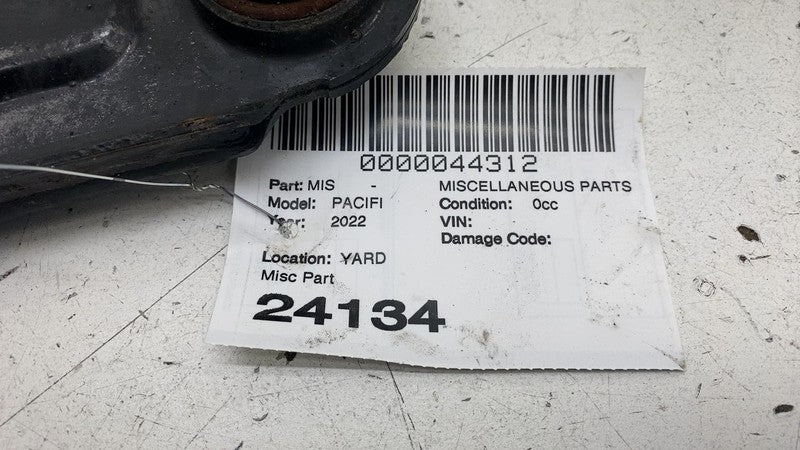 0000044312
Part: MIS - MISCELLANEOUS PARTS
Model: PACIFI Condition: 0cc
Year: 2022 VIN:
Damage Code:
Location: YARD
Misc Part
24134